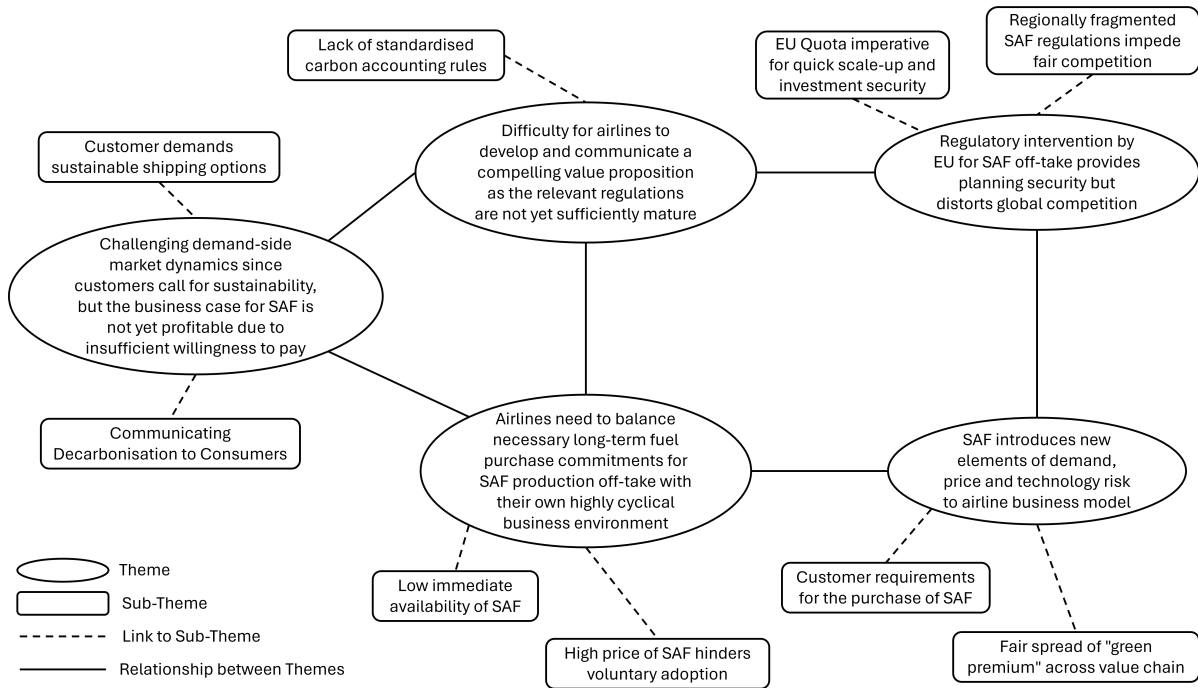 Lack of standardised
carbon accounting rules
EU Quota imperative
for quick scale-up and
investment security
Regionally fragmented
SAF regulations impede
fair competition
Customer demands
sustainable shipping options
Difficulty for airlines to
develop and communicate a
compelling value proposition
as the relevant regulations
are not yet sufficiently mature
Regulatory intervention by
EU for SAF off-take provides
planning security but
distorts global competition
Challenging demand-side
market dynamics since
customers call for sustainability,
but the business case for SAF is
not yet profitable due to
insufficient willingness to pay
Communicating
Decarbonisation to Consumers
Airlines need to balance
necessary long-term fuel
purchase commitments for
SAF production off-take with
their own highly cyclical
business environment
SAF introduces new
elements of demand,
price and technology risk
to airline business model
Low immediate
availability of SAF
High price of SAF hinders
voluntary adoption
Customer requirements
for the purchase of SAF
Fair spread of "green
premium" across value chain
Theme
Sub-Theme
Link to Sub-Theme
Relationship between Themes